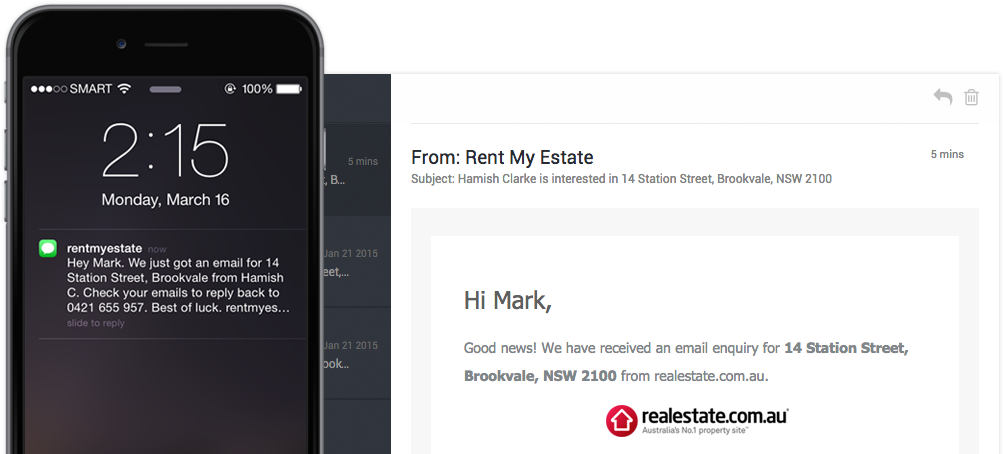 SMART 100%
2:15
Monday, March 16
rentmyestate now
Hey Mark. We just got an email for 14
Station Street, Brookvale from Hamish
C. Check your emails to reply back to
0421 655 957. Best of luck. rentmyes...
slide to reply
5 mins
, B...
Jan 21 2015
eet,...
Jan 21 2015
ook...
From: Rent My Estate
5 mins
Subject: Hamish Clarke is interested in 14 Station Street, Brookvale, NSW 2100
Hi Mark,
Good news! We have received an email enquiry for 14 Station Street,
Brookvale, NSW 2100 from realestate.com.au.
realestate.com.au
Australia's No.1 property site™